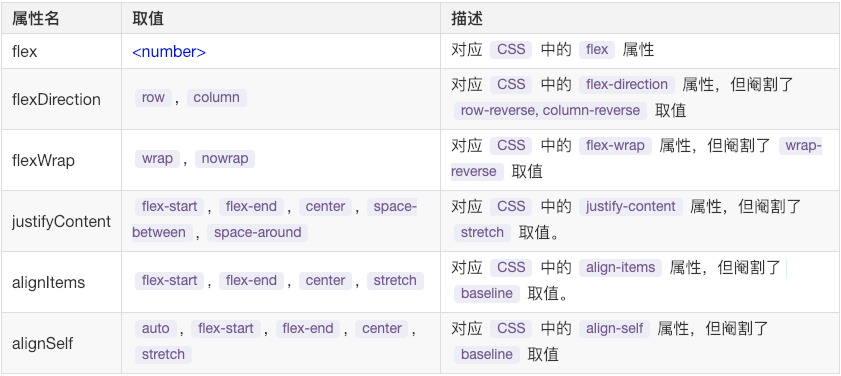 属性名 取值 描述
flex <number> 对应 CSS 中的 flex 属性
flexDirection row , column 对应 CSS 中的 flex-direction 属性，但阉割了
row-reverse, column-reverse 取值
flexWrap wrap , nowrap 对应 CSS 中的 flex-wrap 属性，但阉割了 wrap-
reverse 取值
justifyContent flex-start , flex-end , center , space-
between , space-around
对应 CSS 中的 justify-content 属性，但阉割了
stretch 取值。
alignItems flex-start , flex-end , center , stretch 对应 CSS 中的 align-items 属性，但阉割了
baseline 取值。
alignSelf auto , flex-start , flex-end , center ,
stretch
对应 CSS 中的 align-self 属性，但阉割了
baseline 取值